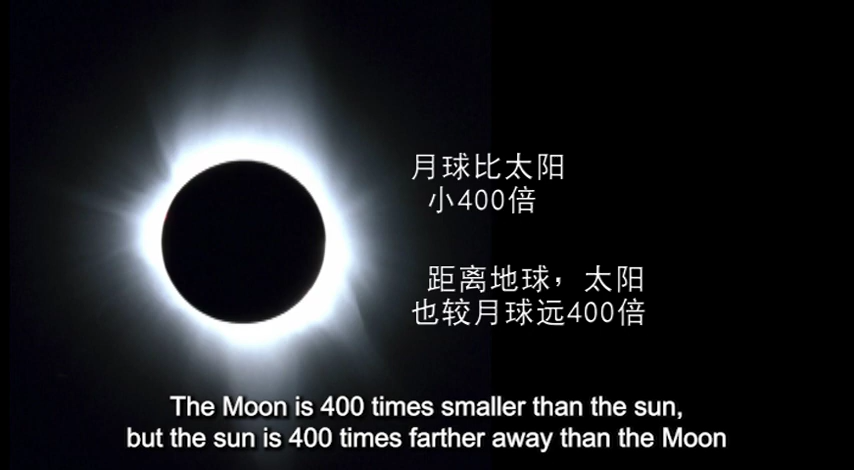 月球比太阳
小400倍
距离地球，太阳
也较月球远400倍
The Moon is 400 times smaller than the sun,
but the sun is 400 times farther away than the Moon